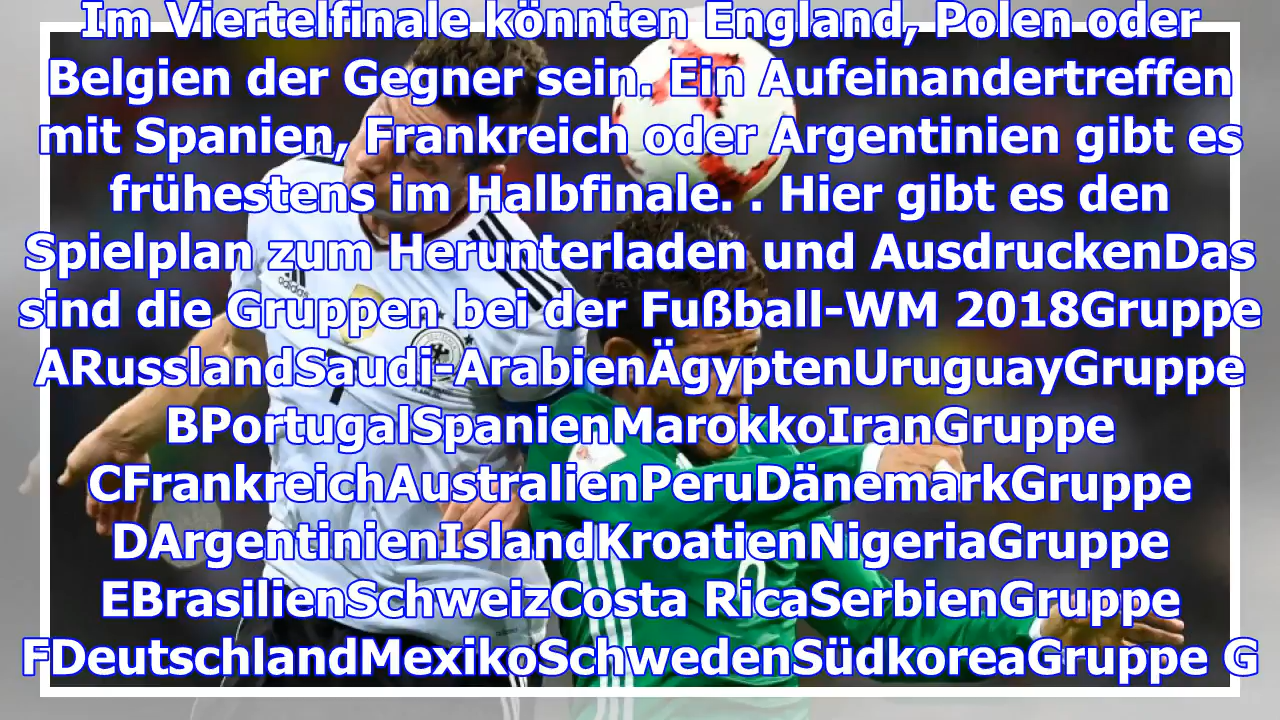 Im Viertelfinale könnten England, Polen oder
Belgien der Gegner sein. Ein Aufeinandertreffen
mit Spanien, Frankreich oder Argentinien gibt es
frühestens im Halbfinale. . Hier gibt es den
Spielplan zum Herunterladen und AusdruckenDas
sind die Gruppen bei der Fußball-WM 2018Gruppe
ARusslandSaudi-ArabienÄgyptenUruguayGruppe
BPortugalSpanienMarokkoIranGruppe
CFrankreichAustralienPeruDänemarkGruppe
DArgentinienIslandKroatienNigeriaGruppe
EBrasilienSchweizCosta RicaSerbienGruppe
FDeutschlandMexikoSchwedenSüdkoreaGruppe G
adidas